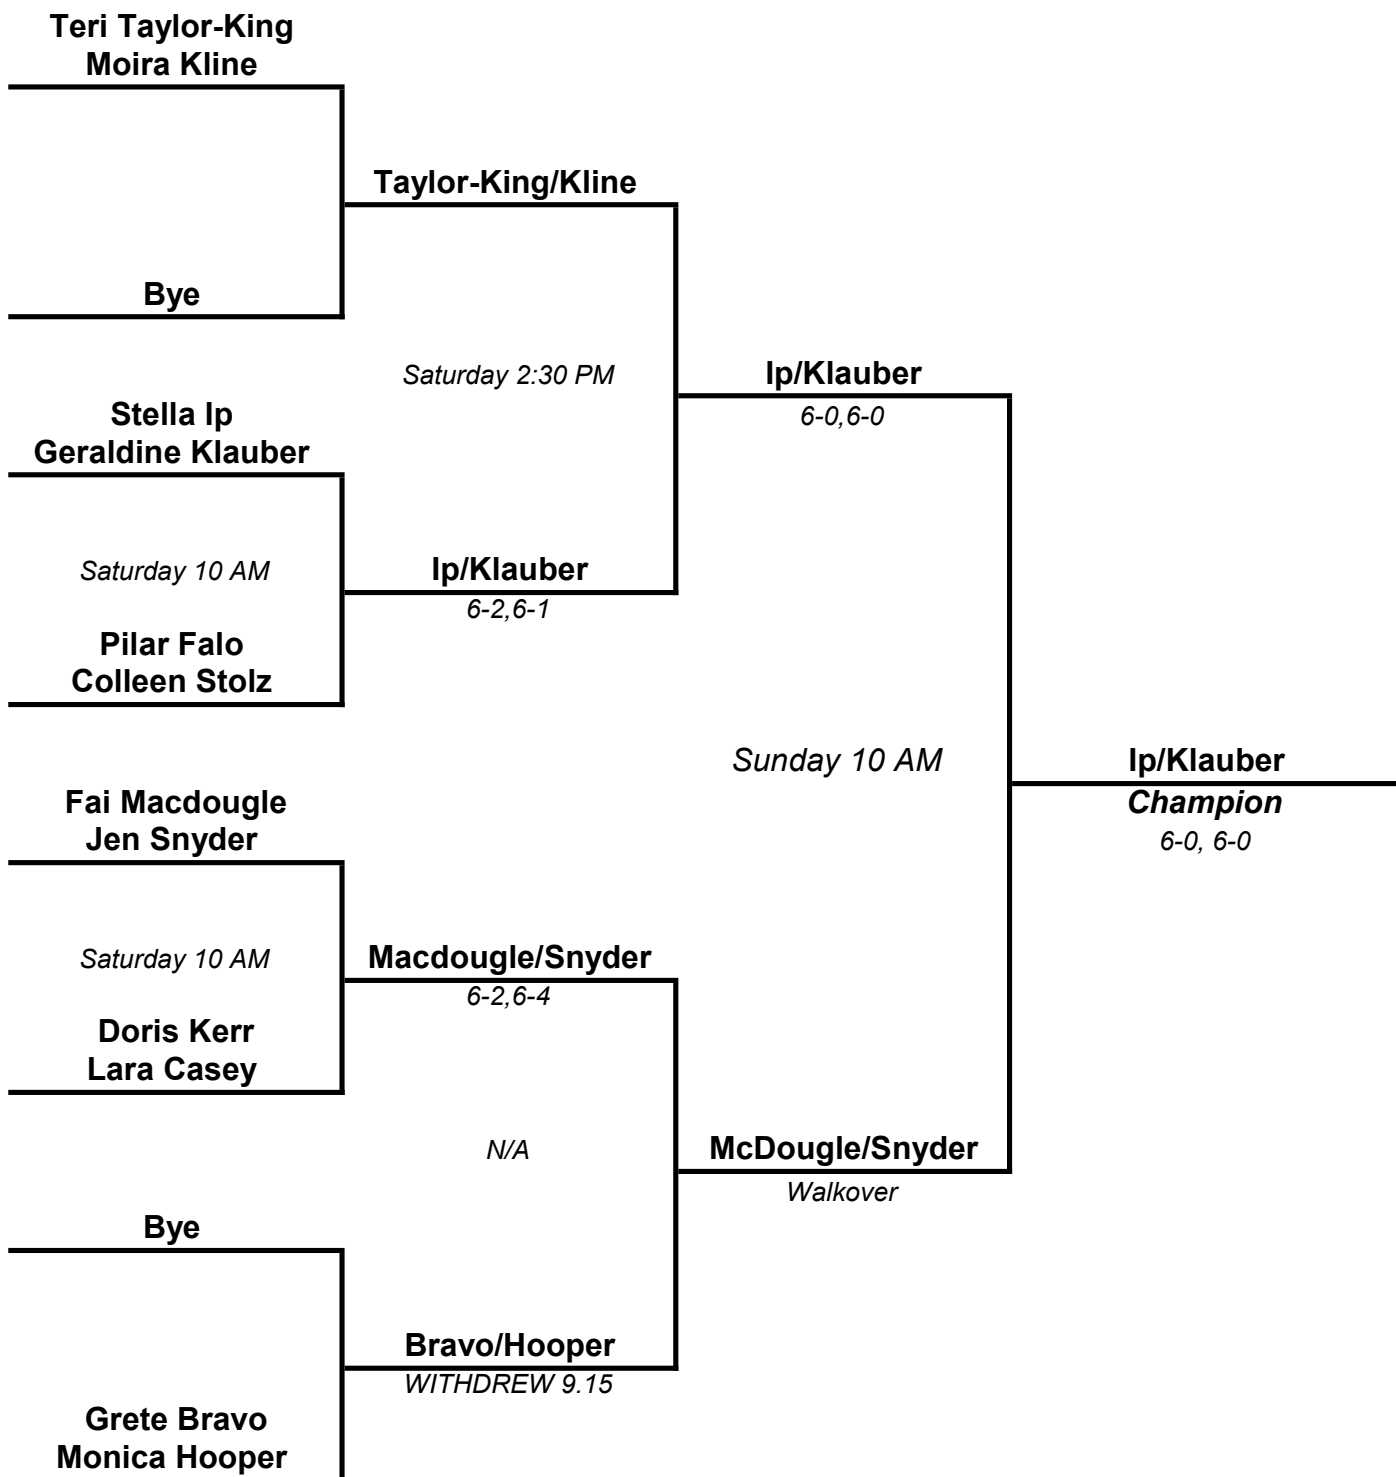 Teri Taylor-King
Moira Kline
Taylor-King/Kline
Bye
Saturday 2:30 PM
Ip/Klauber
6-0,6-0
Stella Ip
Geraldine Klauber
Saturday 10 AM
Ip/Klauber
6-2,6-1
Pilar Falo
Colleen Stolz
Sunday 10 AM
Ip/Klauber
Champion
6-0, 6-0
Fai Macdougle
Jen Snyder
Saturday 10 AM
Macdougle/Snyder
6-2,6-4
Doris Kerr
Lara Casey
N/A
McDougle/Snyder
Walkover
Bye
Bravo/Hooper
WITHDREW 9.15
Grete Bravo
Monica Hooper